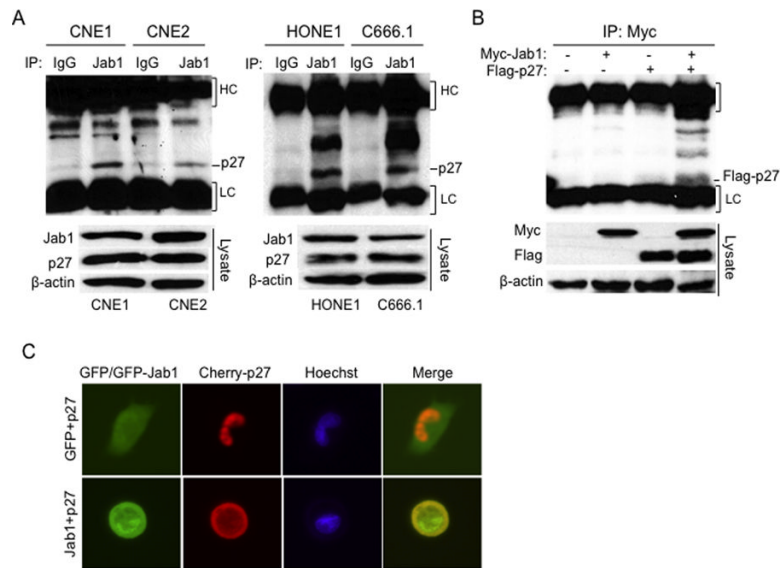 A
CNE1 CNE2
IP: IgG Jab1 IgG Jab1
HC
p27
LC
Jab1
p27
β-actin
Lysate
CNE1 CNE2
HONE1 C666.1
IP: IgG Jab1 IgG Jab1
HC
p27
LC
Jab1
p27
β-actin
Lysate
HONE1 C666.1
B
IP: Myc
Myc-Jab1: - + - +
Flag-p27: - - + +
Flag-p27
LC
Myc
Flag
β-actin
Lysate
C
GFP/GFP-Jab1 Cherry-p27 Hoechst Merge
GFP+p27
Jab1+p27